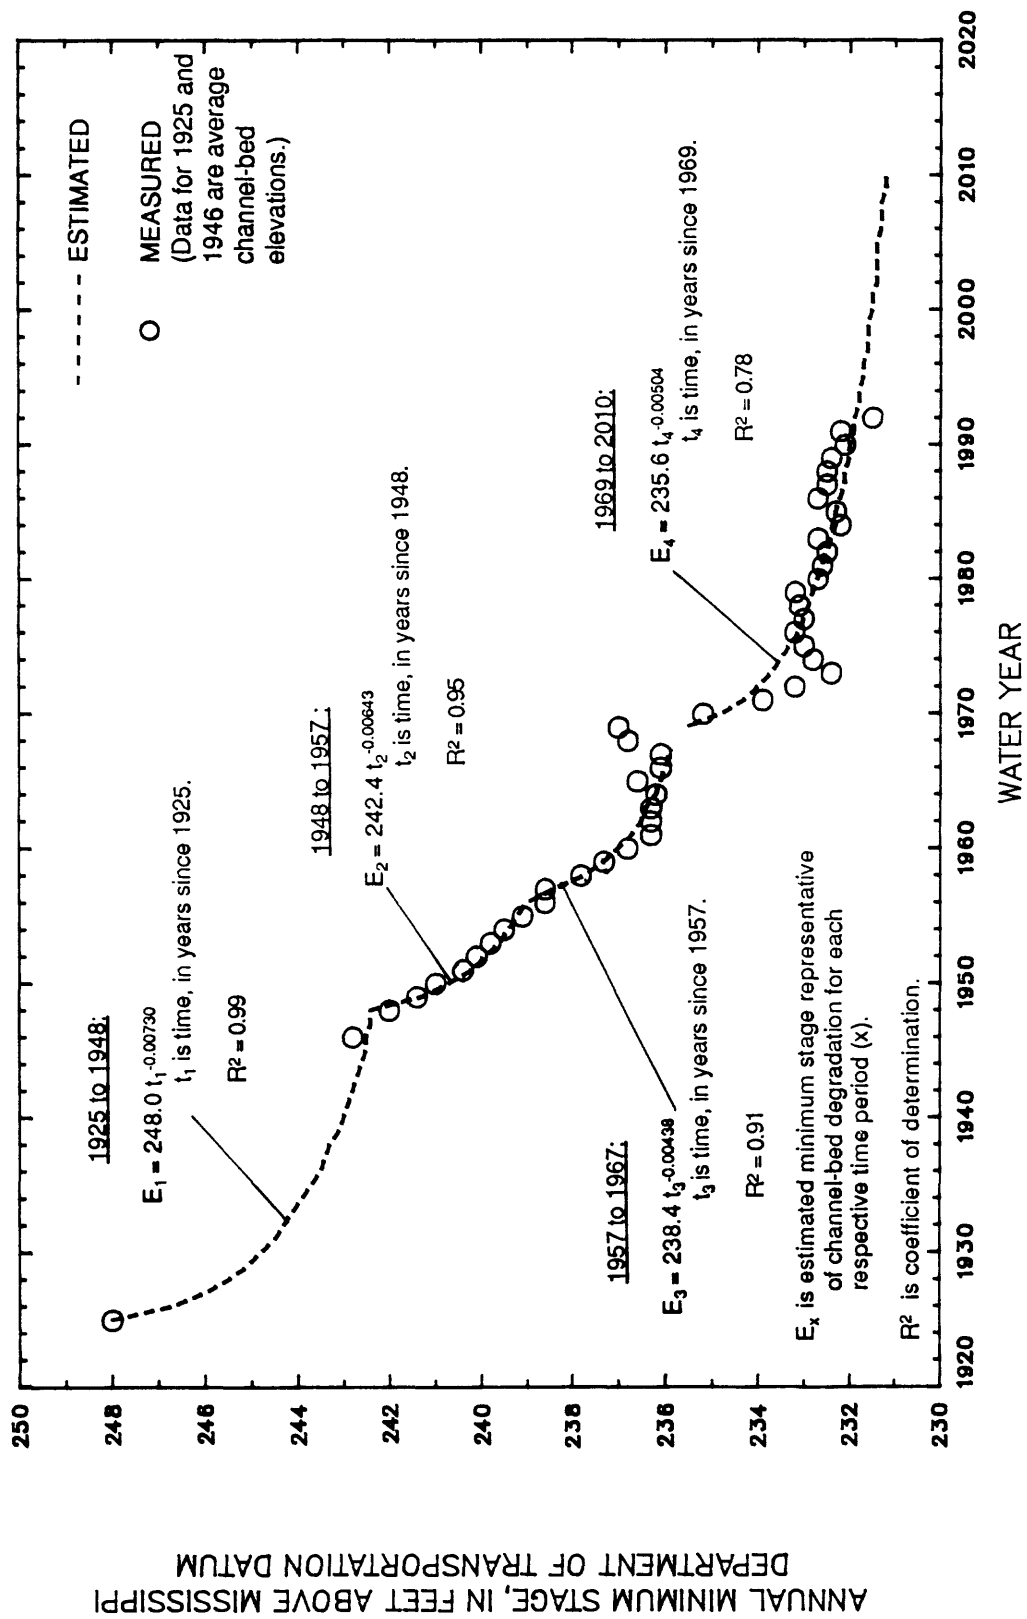 ANNUAL MINIMUM STAGE, IN FEET ABOVE MISSISSIPPI
DEPARTMENT OF TRANSPORTATION DATUM
250
248
246
244
242
240
238
236
234
232
230
1920
1930
1940
1950
1960
1970
1980
1990
2000
2010
2020
WATER YEAR
ESTIMATED
MEASURED
(Data for 1925 and
1946 are average
channel-bed
elevations.)
1925 to 1948:
E₁ = 248.0 t₁⁻⁰·⁰⁰⁷³⁰
t₁ is time, in years since 1925.
R² = 0.99
1948 to 1957:
E₂ = 242.4 t₂⁻⁰·⁰⁰⁶⁴³
t₂ is time, in years since 1948.
R² = 0.95
1957 to 1967:
E₃ = 238.4 t₃⁻⁰·⁰⁰⁴³⁸
t₃ is time, in years since 1957.
R² = 0.91
1969 to 2010:
E₄ = 235.6 t₄⁻⁰·⁰⁰⁵⁰⁴
t₄ is time, in years since 1969.
R² = 0.78
Eₓ is estimated minimum stage representative
of channel-bed degradation for each
respective time period (x).
R² is coefficient of determination.